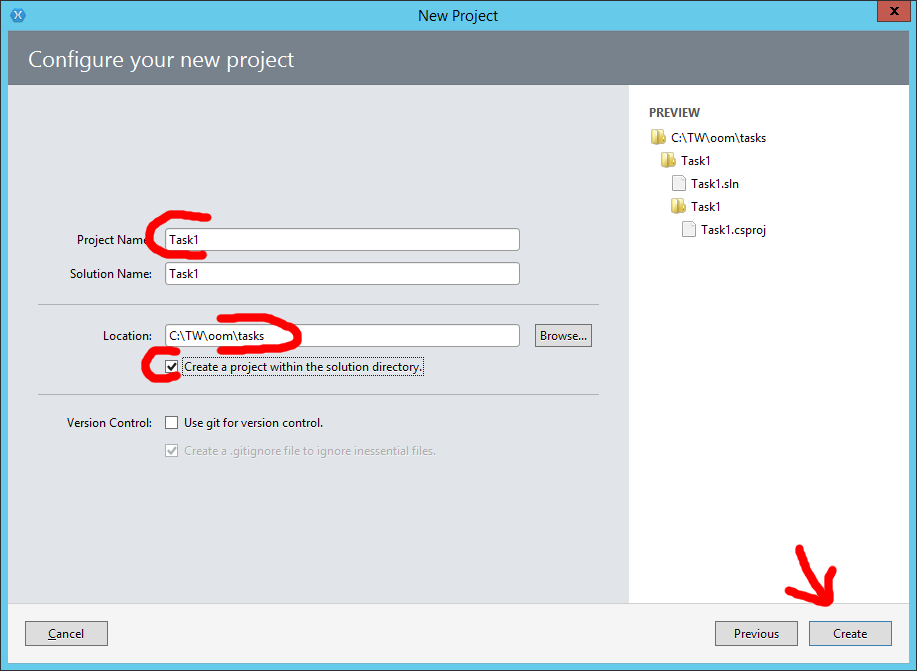 New Project
X
Configure your new project
Project Name:
Task1
Solution Name:
Task1
Location:
C:\TW\oom\tasks
Browse...
Create a project within the solution directory.
Version Control:
Use git for version control.
Create a .gitignore file to ignore inessential files.
PREVIEW
C:\TW\oom\tasks
Task1
Task1.sln
Task1
Task1.csproj
Cancel
Previous
Create